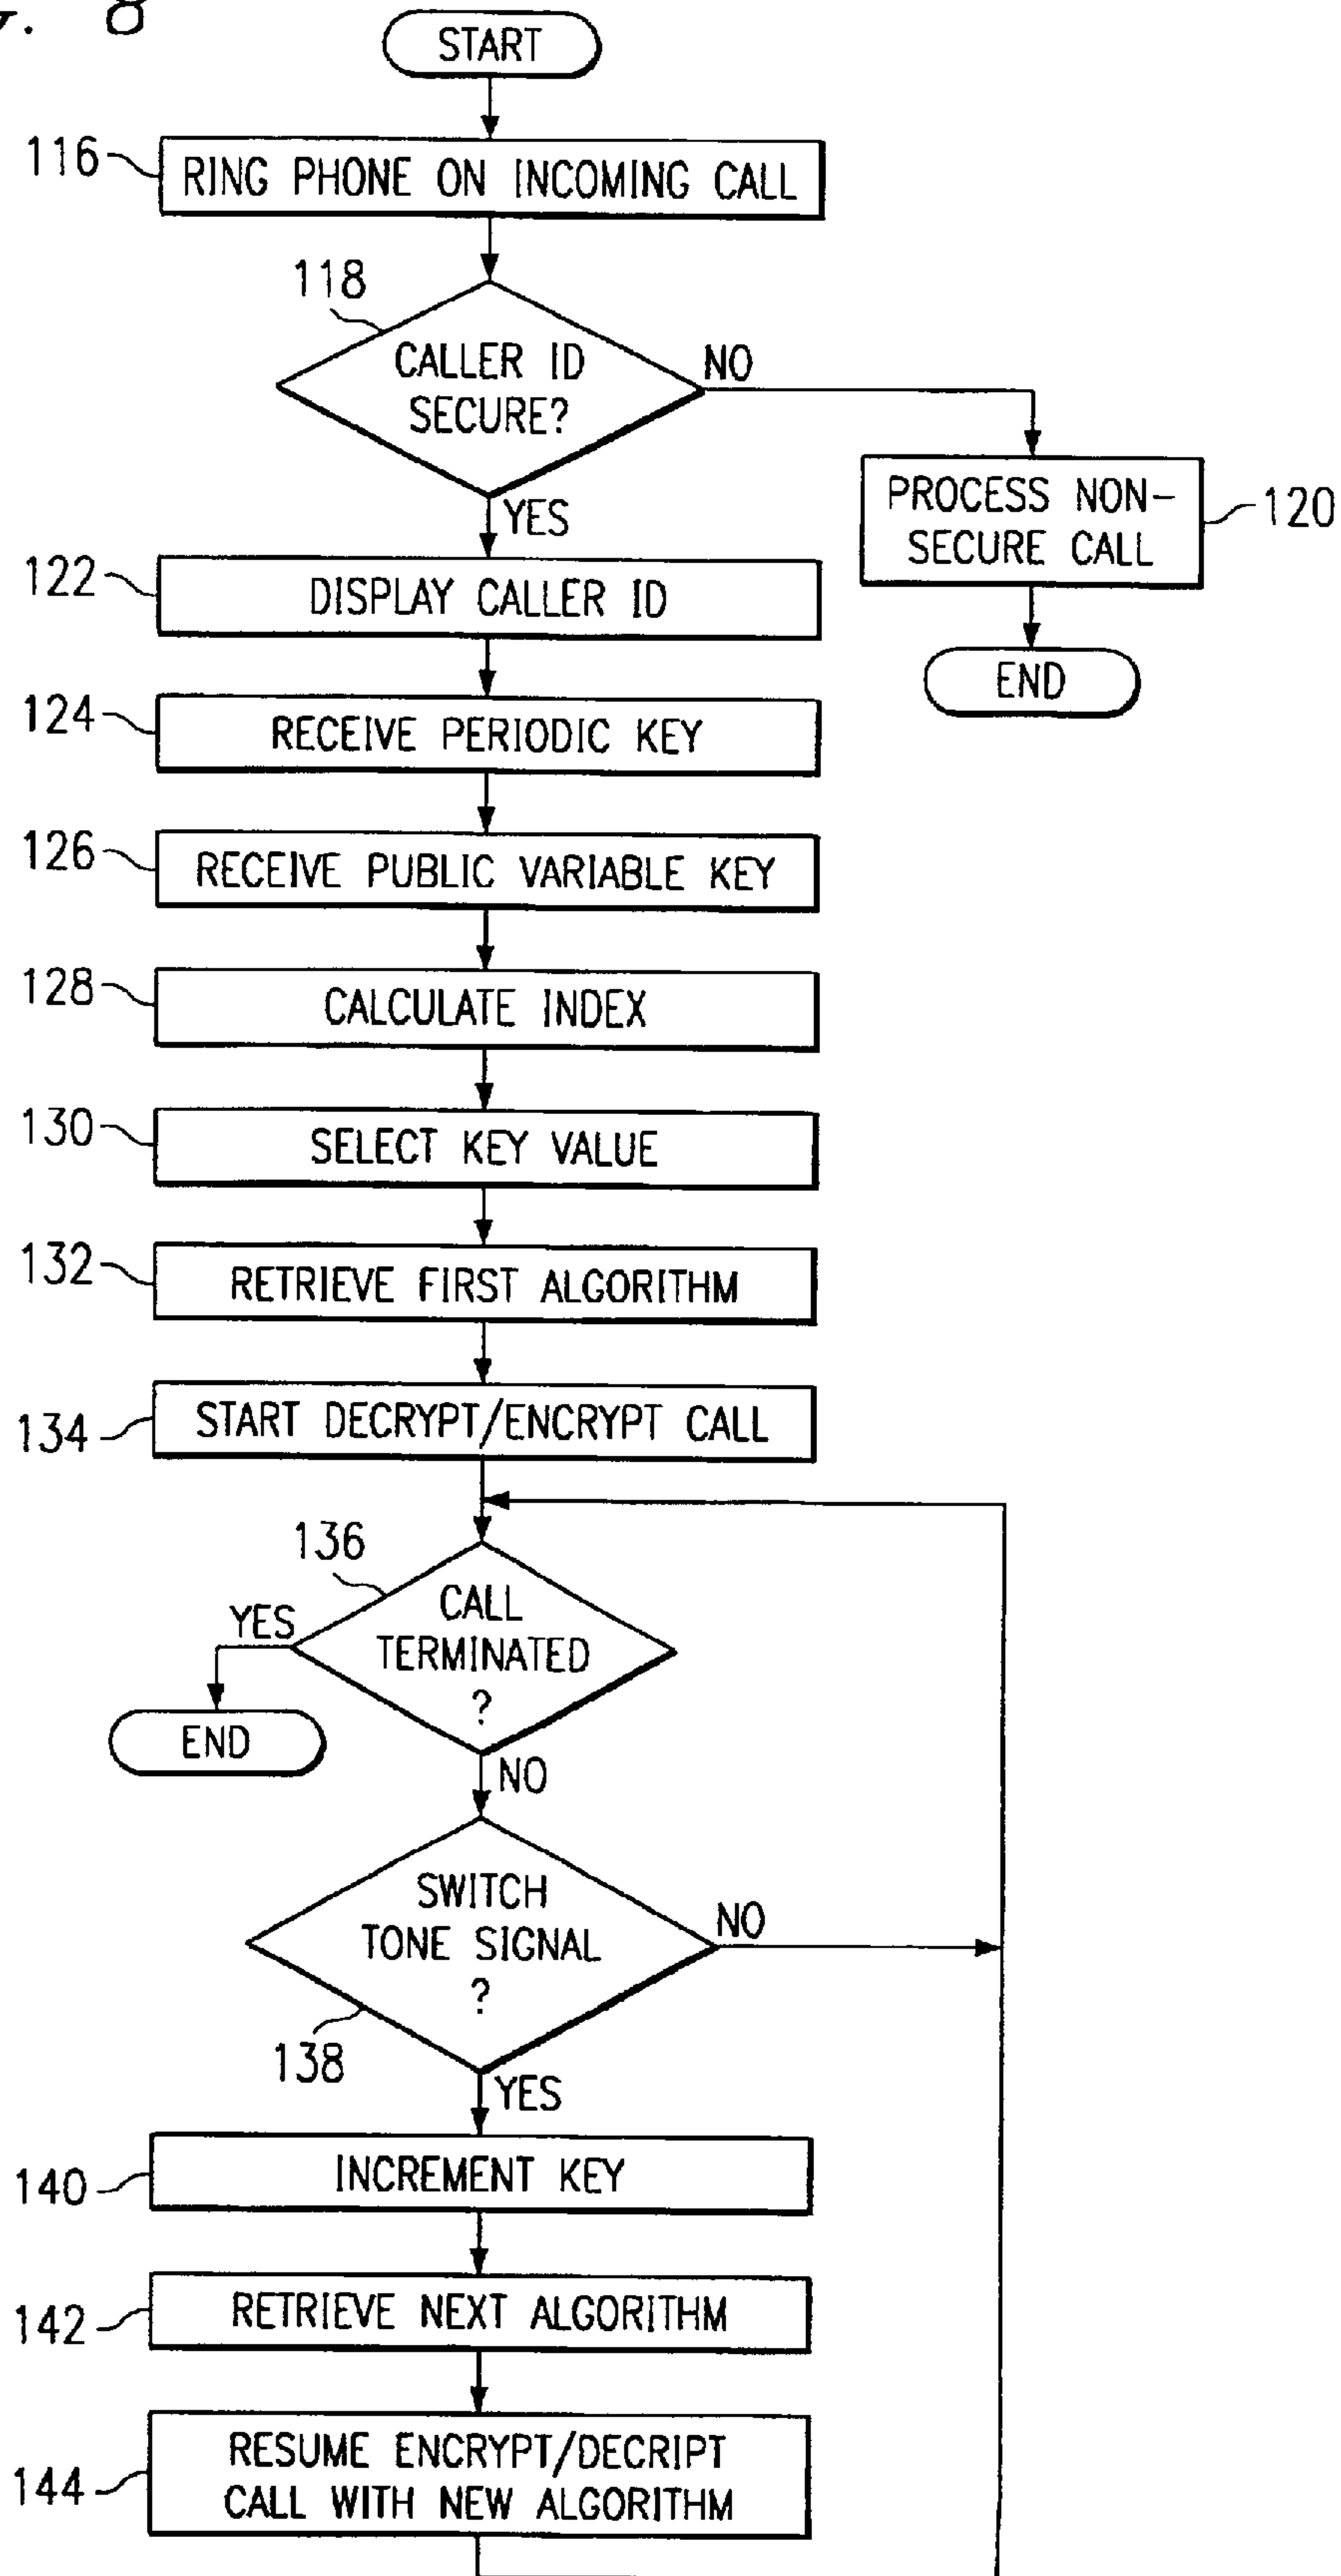 8
START
116
RING PHONE ON INCOMING CALL
118
CALLER ID
SECURE?
NO
YES
PROCESS NON-
SECURE CALL
120
122
DISPLAY CALLER ID
END
124
RECEIVE PERIODIC KEY
126
RECEIVE PUBLIC VARIABLE KEY
128
CALCULATE INDEX
130
SELECT KEY VALUE
132
RETRIEVE FIRST ALGORITHM
134
START DECRYPT/ENCRYPT CALL
136
CALL
TERMINATED
?
YES
END
NO
SWITCH
TONE SIGNAL
?
NO
138
YES
140
INCREMENT KEY
142
RETRIEVE NEXT ALGORITHM
144
RESUME ENCRYPT/DECRIPT
CALL WITH NEW ALGORITHM